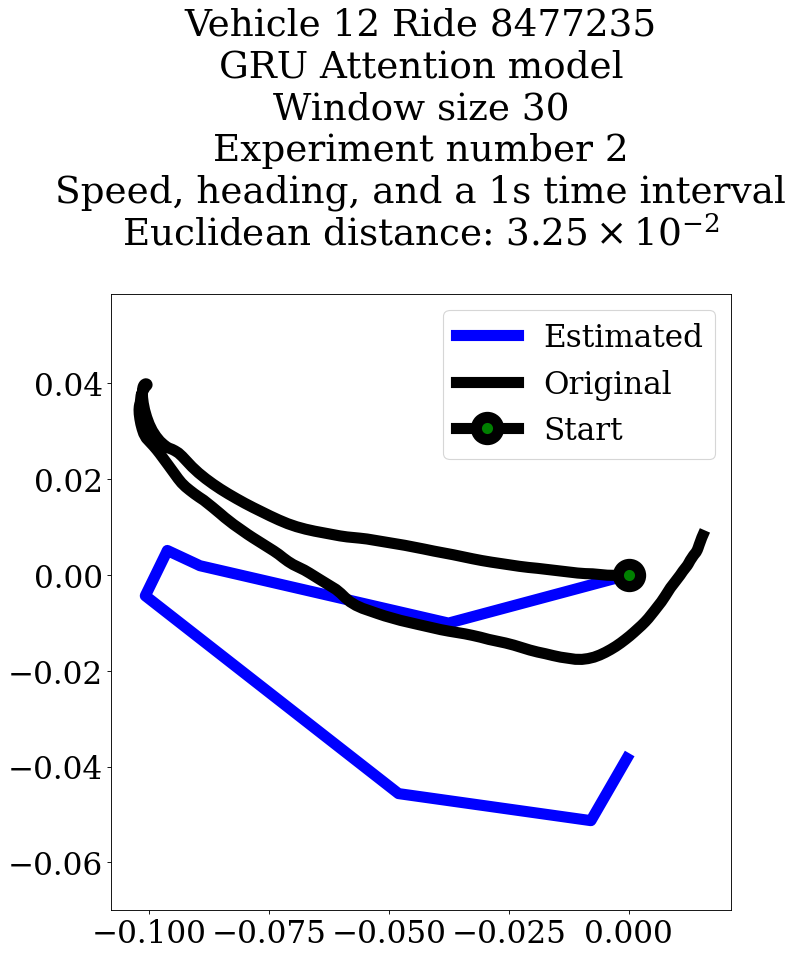 Vehicle 12 Ride 8477235
GRU Attention model
Window size 30
Experiment number 2
Speed, heading, and a 1s time interval
Euclidean distance: 3.25 × 10⁻²
Estimated
Original
Start
0.04
0.02
0.00
−0.02
−0.04
−0.06
−0.100 −0.075 −0.050 −0.025 0.000